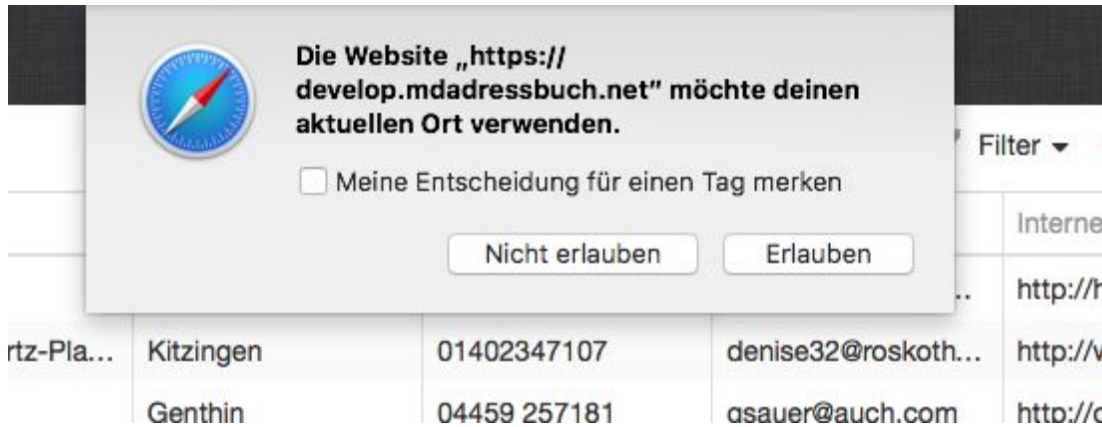 Die Website „https://
develop.mdadressbuch.net“ möchte deinen
aktuellen Ort verwenden.
Meine Entscheidung für einen Tag merken
Nicht erlauben Erlauben
Filter
Interne
.. http://h
rtz-Pla... Kitzingen 01402347107 denise32@roskoth... http://v
Genthin 04459 257181 gsauer@auch.com http://